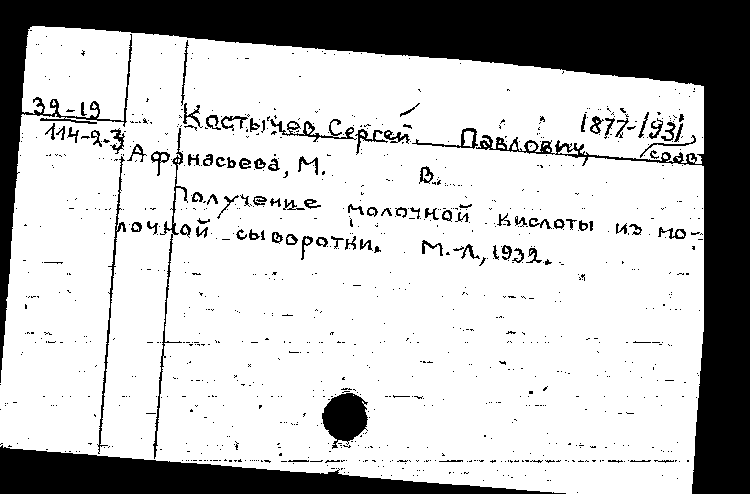 39-19
114-2-3
Костычев, Сергей Павлович, 1877-1931, (соавт
Афанасьева, М. В.
Получение молочной кислоты из мо-
лочной сыворотки. М.-Л., 1932.